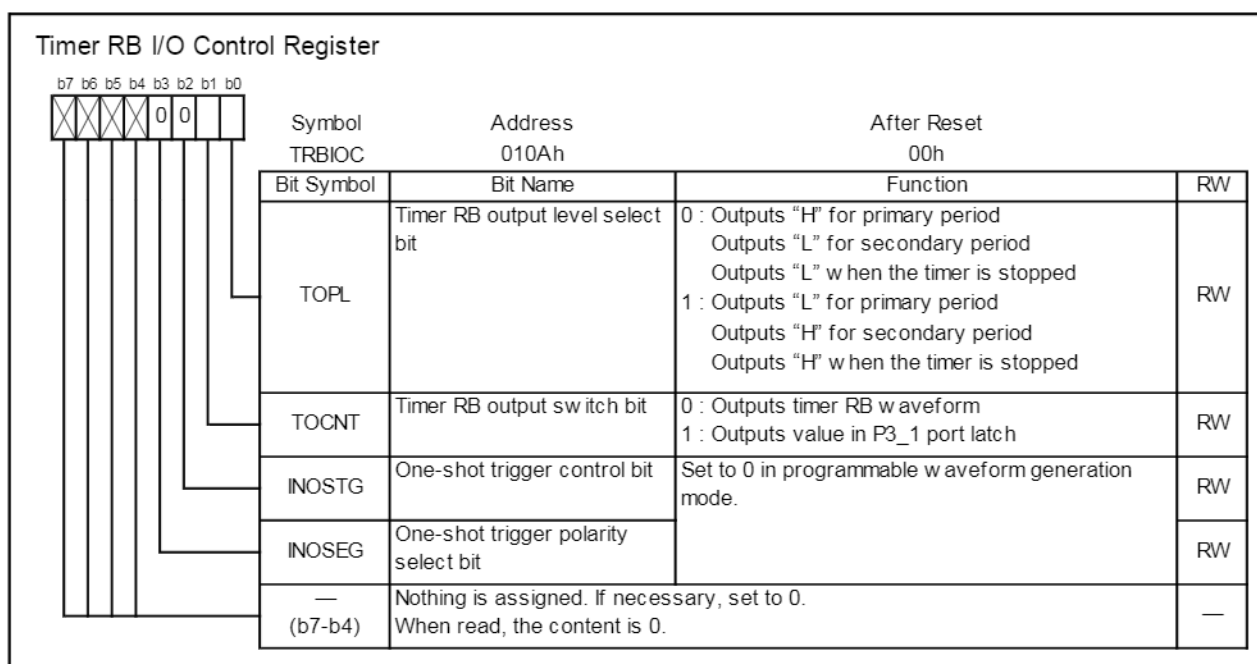 Timer RB I/O Control Register
b7 b6 b5 b4 b3 b2 b1 b0
0 0
Symbol Address After Reset
TRBIOC 010Ah 00h
Bit Symbol Bit Name Function RW
TOPL Timer RB output level select bit 0 : Outputs “H” for primary period
Outputs “L” for secondary period
Outputs “L” when the timer is stopped
1 : Outputs “L” for primary period
Outputs “H” for secondary period
Outputs “H” when the timer is stopped
RW
TOCNT Timer RB output switch bit 0 : Outputs timer RB waveform
1 : Outputs value in P3_1 port latch
RW
INOSTG One-shot trigger control bit Set to 0 in programmable waveform generation
mode.
RW
INOSEG One-shot trigger polarity
select bit
RW
—
(b7-b4)
Nothing is assigned. If necessary, set to 0.
When read, the content is 0.
—